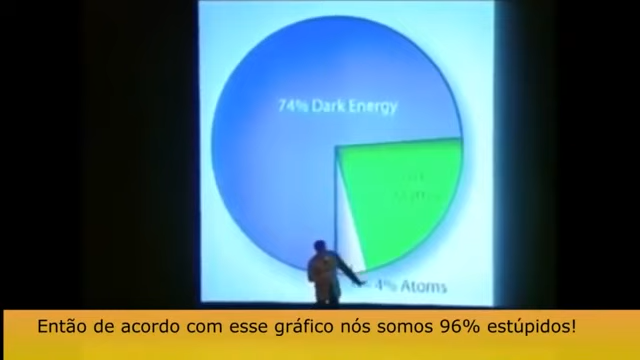 74% Dark Energy
4% Atoms
Então de acordo com esse gráfico nós somos 96% estúpidos!